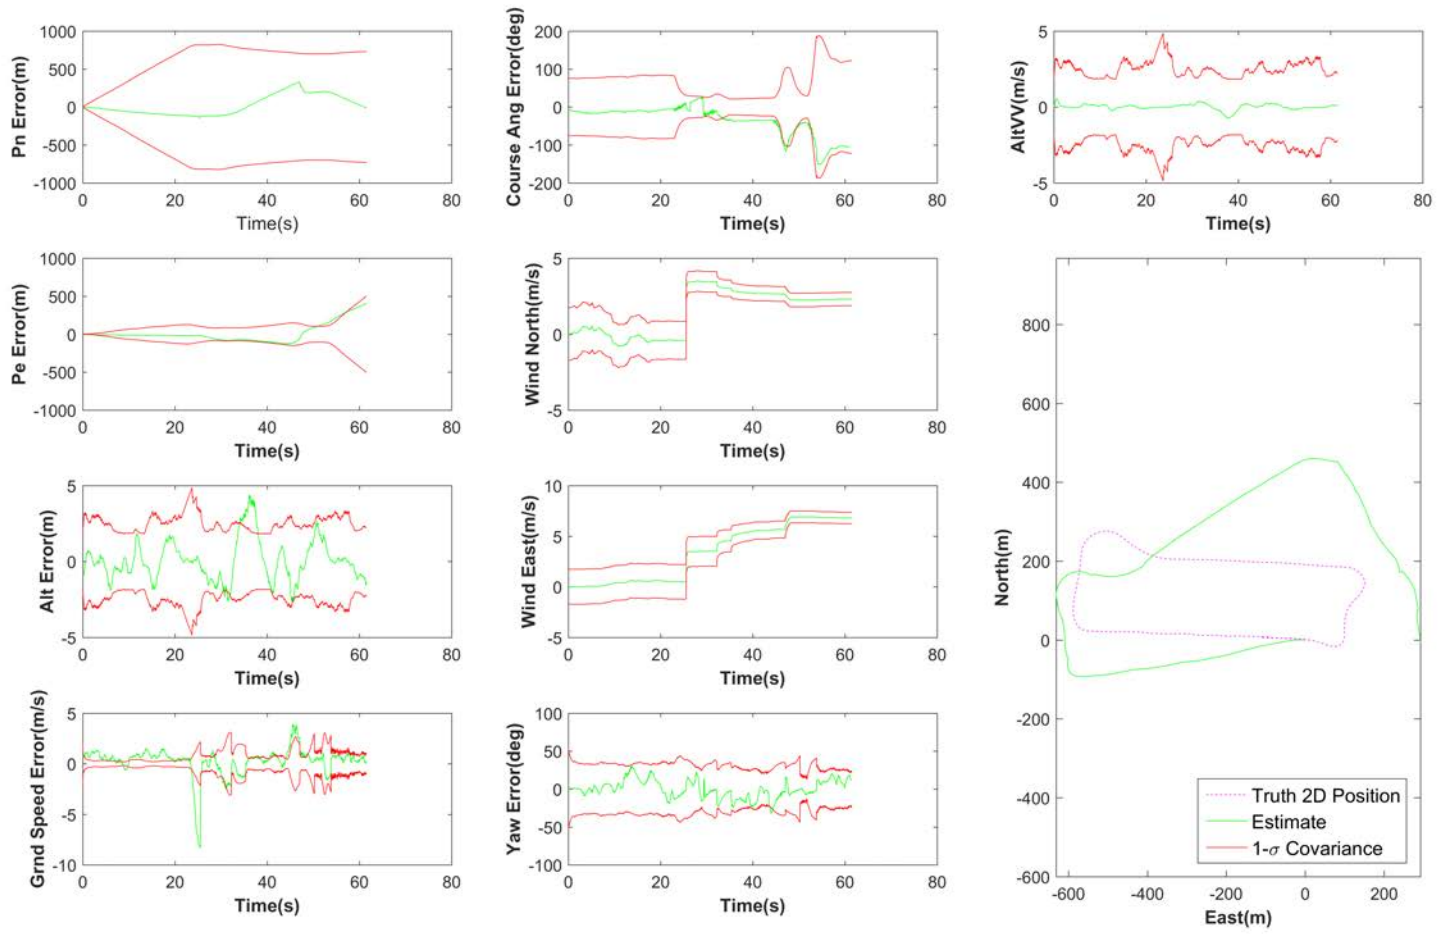 Pn Error(m)
1000
500
0
-500
-1000
0 20 40 60 80
Time(s)
Course Ang Error(deg)
200
100
0
-100
-200
0 20 40 60 80
Time(s)
AltVV(m/s)
5
0
-5
0 20 40 60 80
Time(s)
Pe Error(m)
1000
500
0
-500
-1000
0 20 40 60 80
Time(s)
Wind North(m/s)
5
0
-5
0 20 40 60 80
Time(s)
Alt Error(m)
5
0
-5
0 20 40 60 80
Time(s)
Wind East(m/s)
10
5
0
-5
0 20 40 60 80
Time(s)
Grnd Speed Error(m/s)
5
0
-5
-10
0 20 40 60 80
Time(s)
Yaw Error(deg)
100
50
0
-50
-100
0 20 40 60 80
Time(s)
North(m)
800
600
400
200
0
-200
-400
-600
-600 -400 -200 0 200
East(m)
Truth 2D Position
Estimate
1-σ Covariance